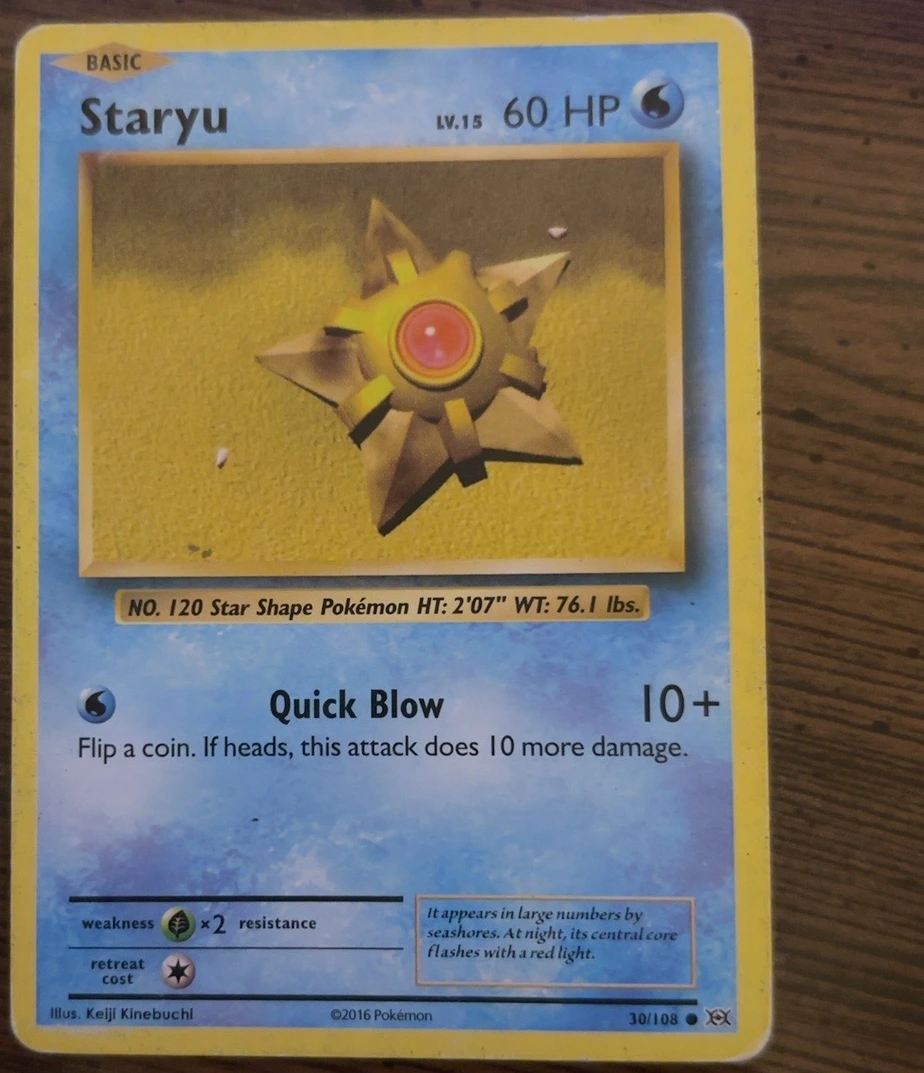 BASIC
Staryu LV.15 60 HP
NO. 120 Star Shape Pokémon HT: 2'07" WT: 76.1 lbs.
Quick Blow 10+
Flip a coin. If heads, this attack does 10 more damage.
weakness ×2 resistance
retreat
cost
It appears in large numbers by
seashores. At night, its central core
flashes with a red light.
Illus. Keiji Kinebuchi ©2016 Pokémon 30/108